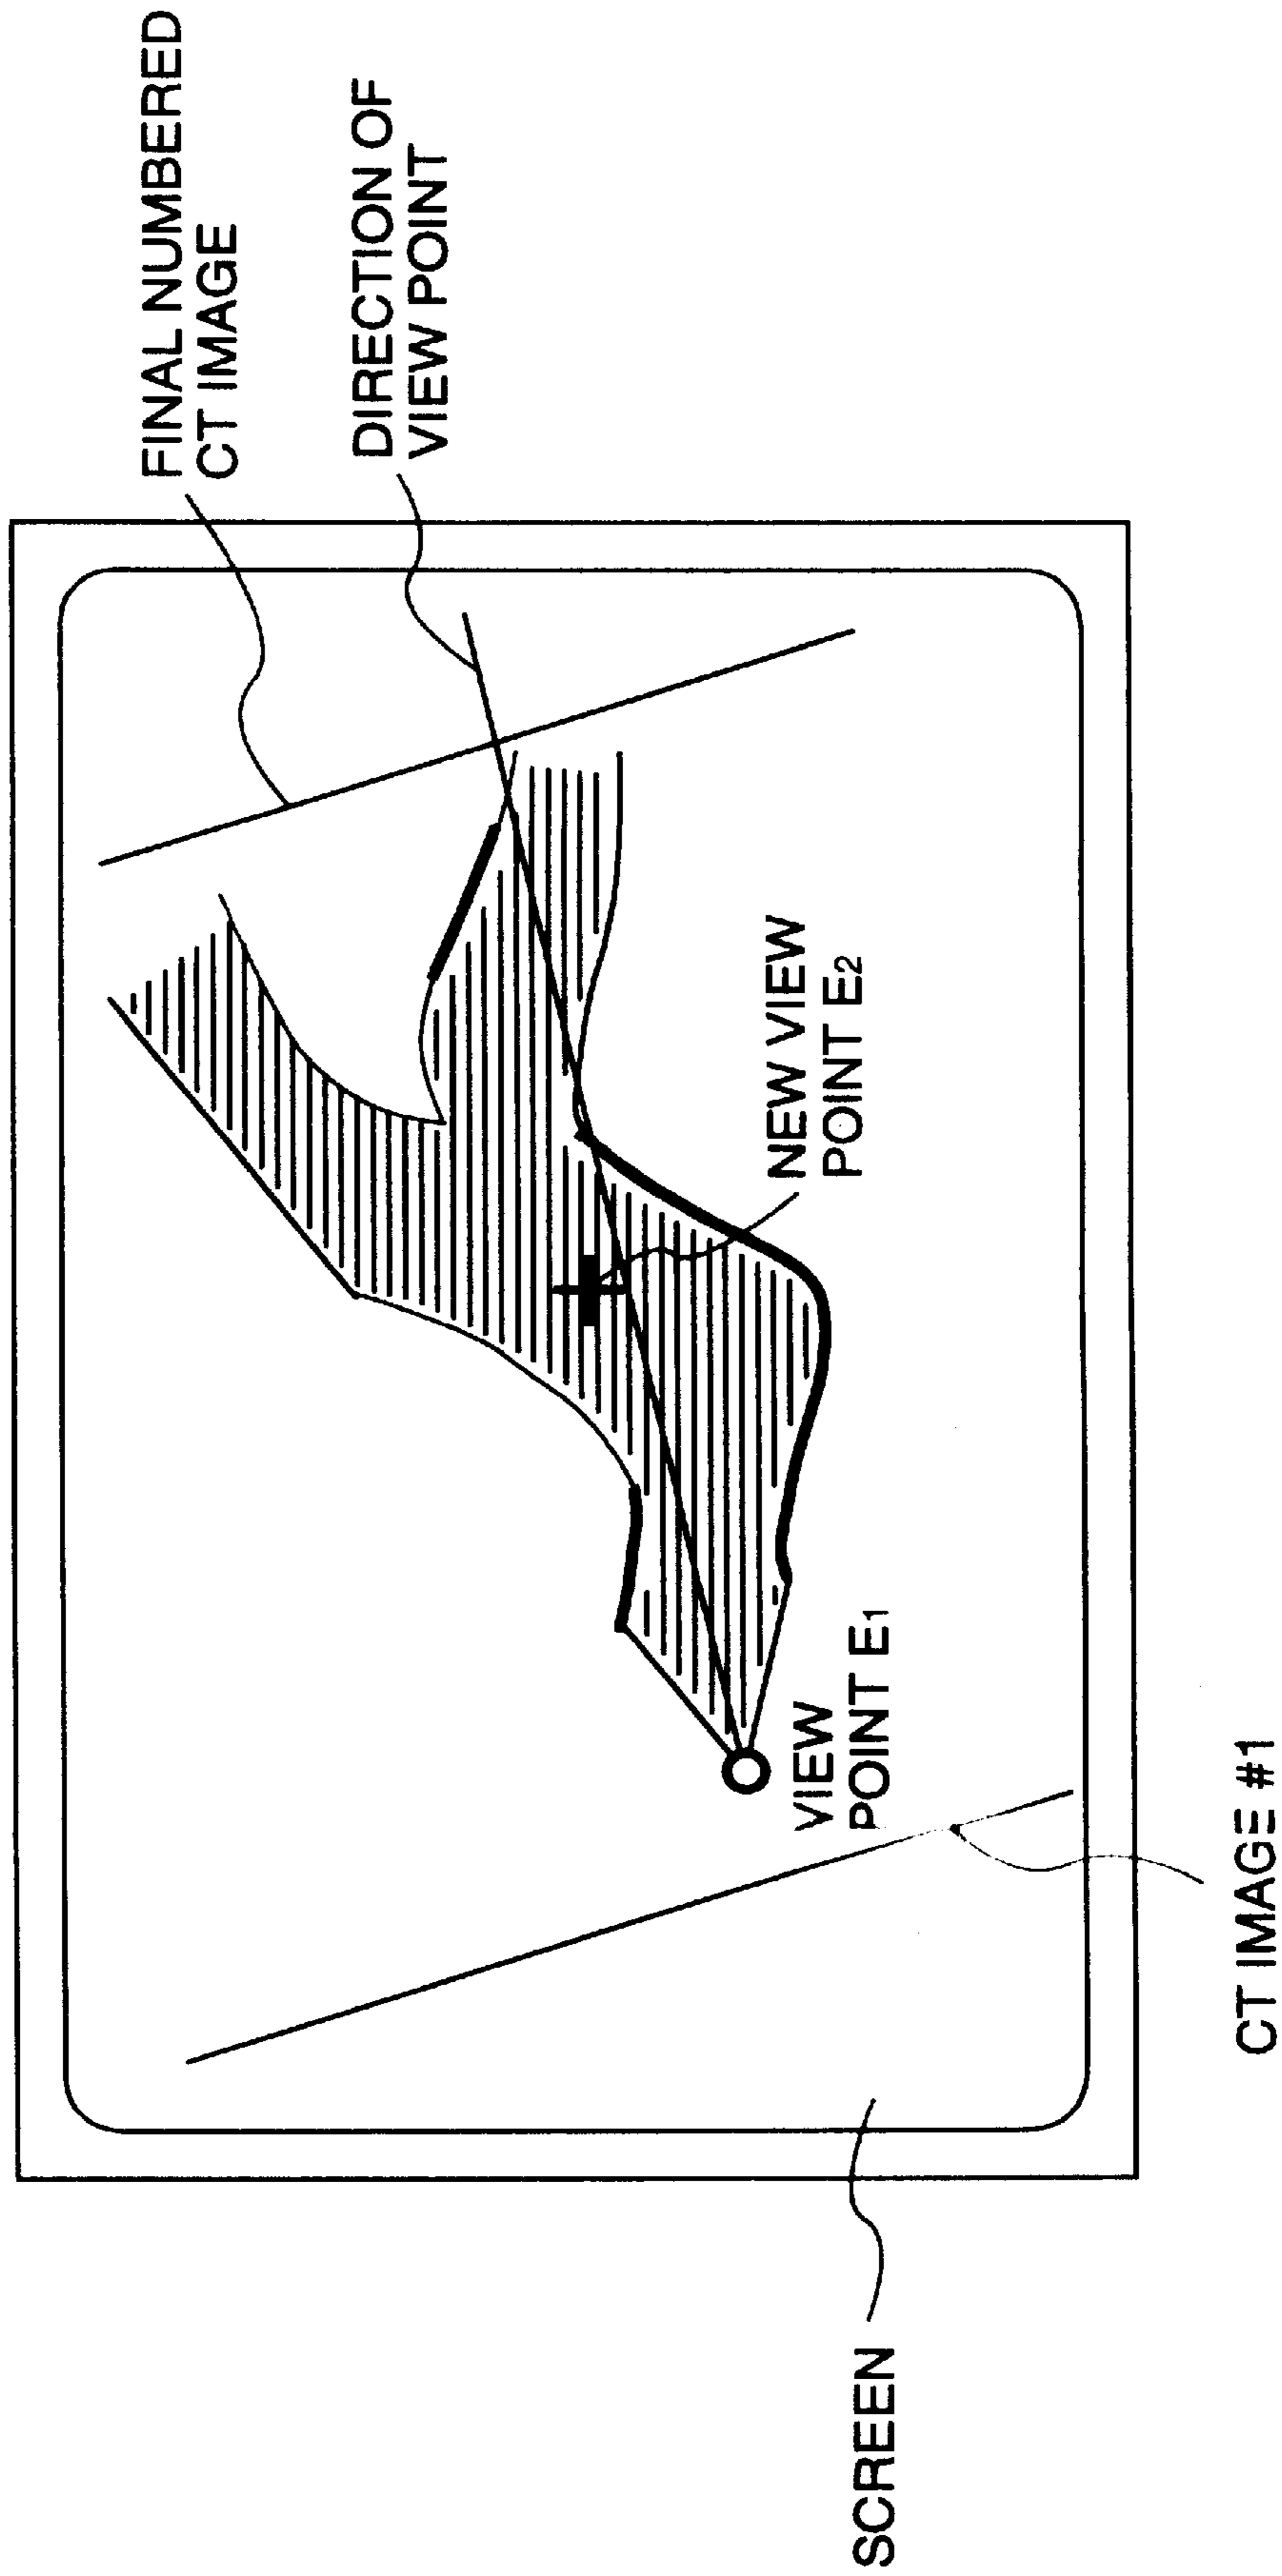 FINAL NUMBERED
CT IMAGE
DIRECTION OF
VIEW POINT
NEW VIEW
POINT E2
VIEW
POINT E1
CT IMAGE #1
SCREEN